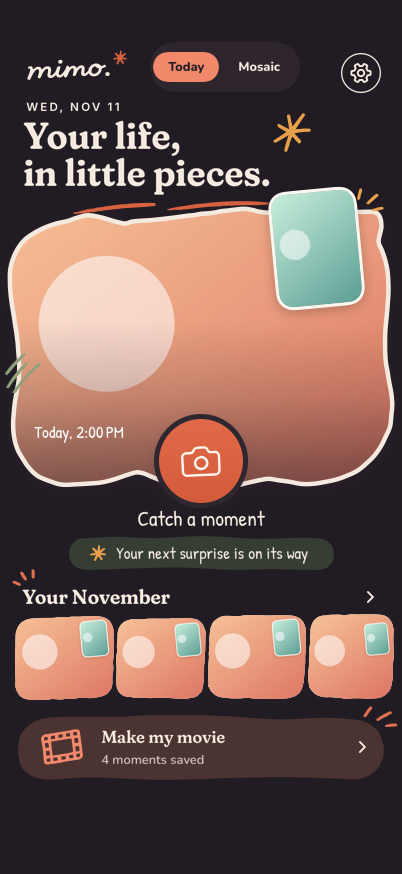 mimo.
Today
Mosaic
WED, NOV 11
Your life,
in little pieces.
Today, 2:00 PM
Catch a moment
Your next surprise is on its way
Your November
Make my movie
4 moments saved